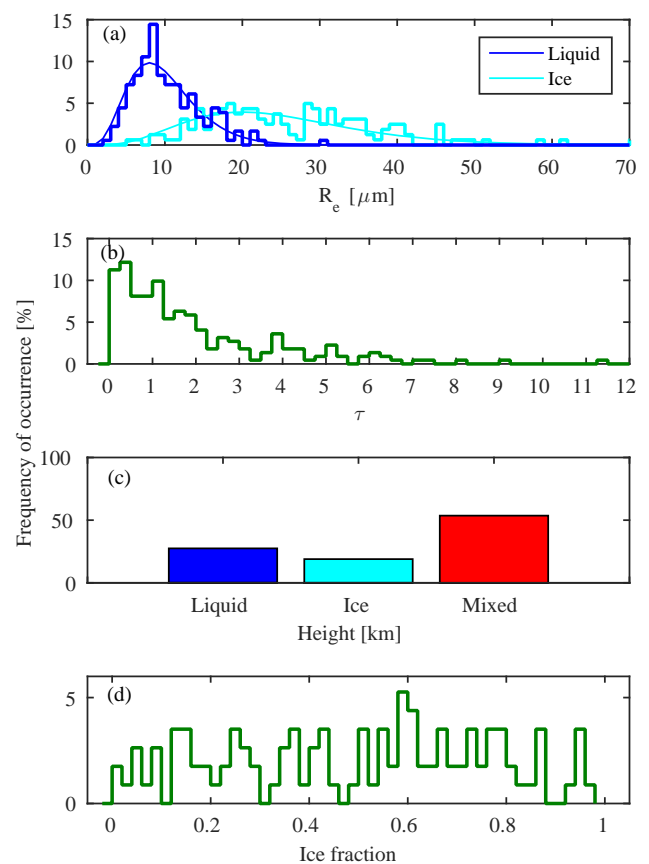 15
(a)
Liquid
10
Ice
5
0
0 10 20 30 40 50 60 70
R_e [μm]
15
(b)
10
5
0
0 1 2 3 4 5 6 7 8 9 10 11 12
τ
Frequency of occurrence [%]
100
(c)
50
0
Liquid Ice Mixed
Height [km]
(d)
5
0
0 0.2 0.4 0.6 0.8 1
Ice fraction